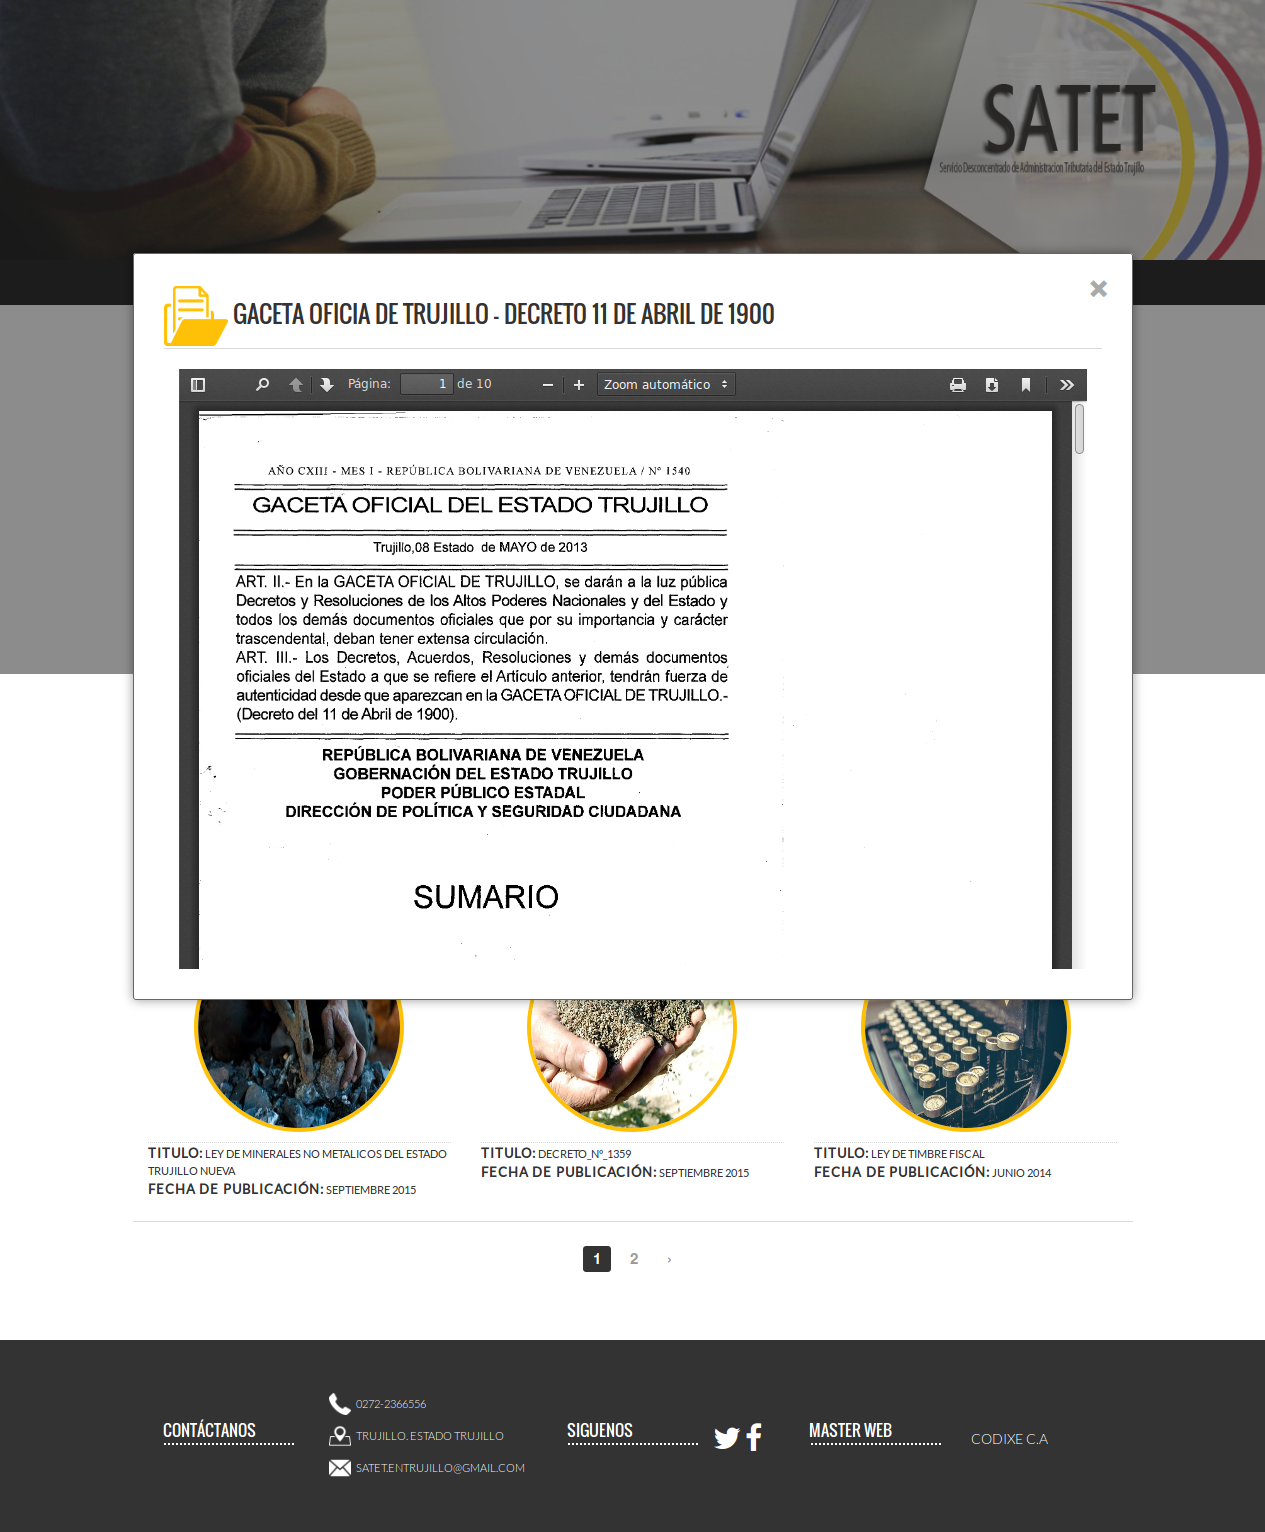 SATET
Servicio Desconcentrado de Administracion Tributaria del Estado Trujillo
GACETA OFICIA DE TRUJILLO - DECRETO 11 DE ABRIL DE 1900
Página: 1 de 10
Zoom automático
AÑO CXIII - MES I - REPÚBLICA BOLIVARIANA DE VENEZUELA / Nº 1540
GACETA OFICIAL DEL ESTADO TRUJILLO
Trujillo,08 Estado de MAYO de 2013
ART. II.- En la GACETA OFICIAL DE TRUJILLO, se darán a la luz pública
Decretos y Resoluciones de los Altos Poderes Nacionales y del Estado y
todos los demás documentos oficiales que por su importancia y carácter
trascendental, deban tener extensa circulación.
ART. III.- Los Decretos, Acuerdos, Resoluciones y demás documentos
oficiales del Estado a que se refiere el Artículo anterior, tendrán fuerza de
autenticidad desde que aparezcan en la GACETA OFICIAL DE TRUJILLO.-
(Decreto del 11 de Abril de 1900).
REPÚBLICA BOLIVARIANA DE VENEZUELA
GOBERNACIÓN DEL ESTADO TRUJILLO
PODER PÚBLICO ESTADAL
DIRECCIÓN DE POLÍTICA Y SEGURIDAD CIUDADANA
SUMARIO
TITULO: LEY DE MINERALES NO METALICOS DEL ESTADO
TRUJILLO NUEVA
FECHA DE PUBLICACIÓN: SEPTIEMBRE 2015
TITULO: DECRETO_Nº_1359
FECHA DE PUBLICACIÓN: SEPTIEMBRE 2015
TITULO: LEY DE TIMBRE FISCAL
FECHA DE PUBLICACIÓN: JUNIO 2014
1 2 ›
CONTÁCTANOS
0272-2366556
TRUJILLO. ESTADO TRUJILLO
SATET.ENTRUJILLO@GMAIL.COM
SIGUENOS
MASTER WEB
CODIXE C.A